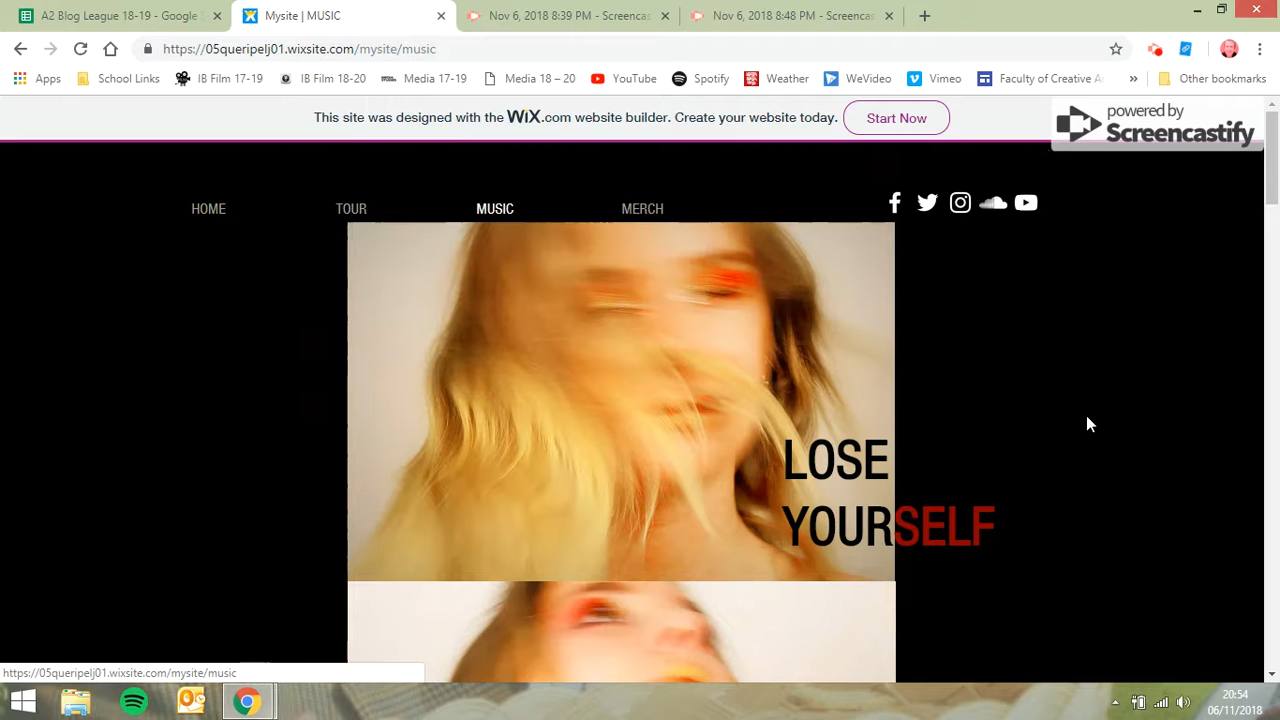 A2 Blog League 18-19 - Google
Mysite | MUSIC
Nov 6, 2018 8:39 PM - Screencas
Nov 6, 2018 8:48 PM - Screencas
https://05queripelj01.wixsite.com/mysite/music
Apps
School Links
IB Film 17-19
IB Film 18-20
Media 17-19
Media 18 – 20
YouTube
Spotify
Weather
WeVideo
Vimeo
Faculty of Creative A
Other bookmarks
This site was designed with the WiX.com website builder. Create your website today.
Start Now
powered by
Screencastify
HOME
TOUR
MUSIC
MERCH
LOSE
YOURSELF
https://05queripelj01.wixsite.com/mysite/music
20:54
06/11/2018